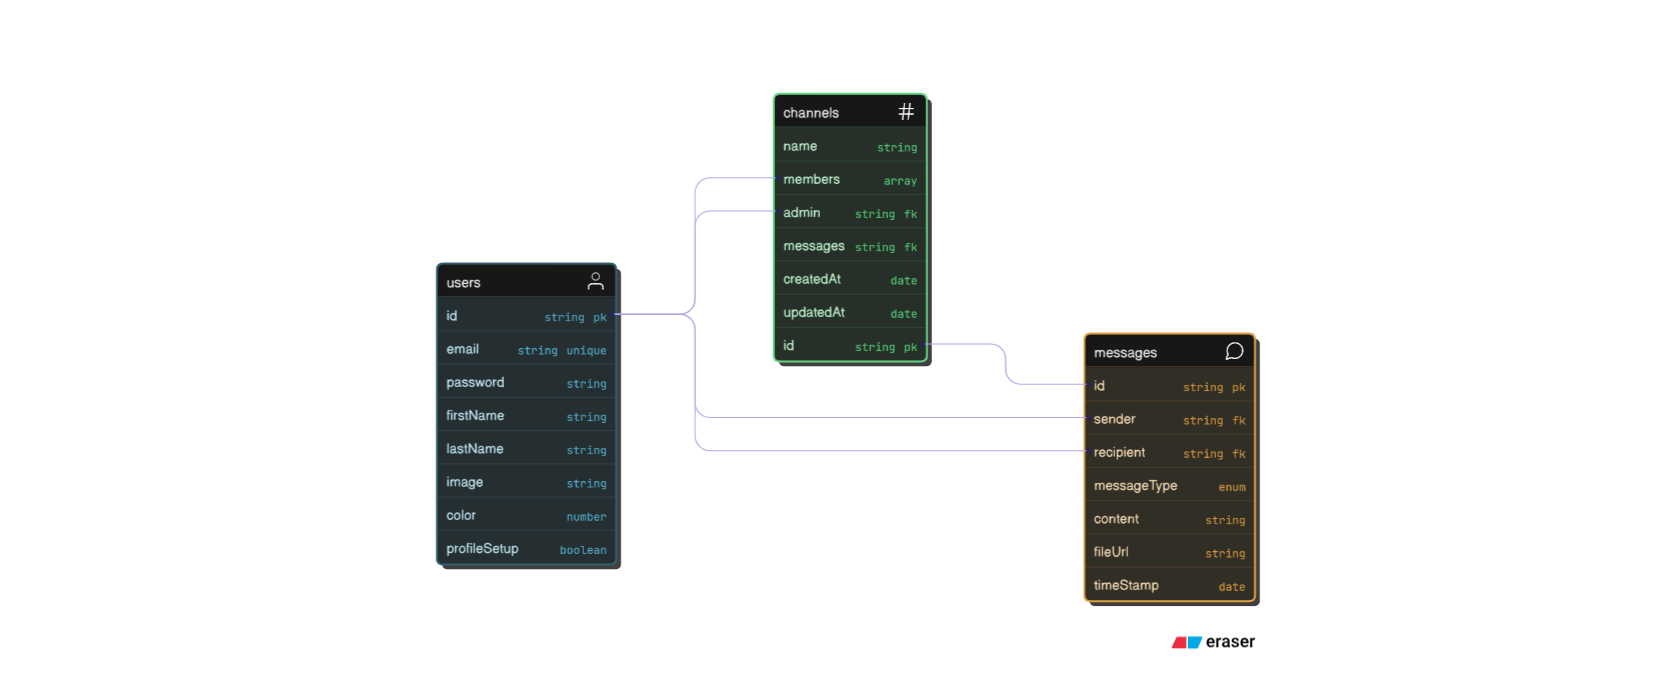 channels
name string
members array
admin string fk
messages string fk
createdAt date
updatedAt date
id string pk
users
id string pk
email string unique
password string
firstName string
lastName string
image string
color number
profileSetup boolean
messages
id string pk
sender string fk
recipient string fk
messageType enum
content string
fileUrl string
timeStamp date
eraser